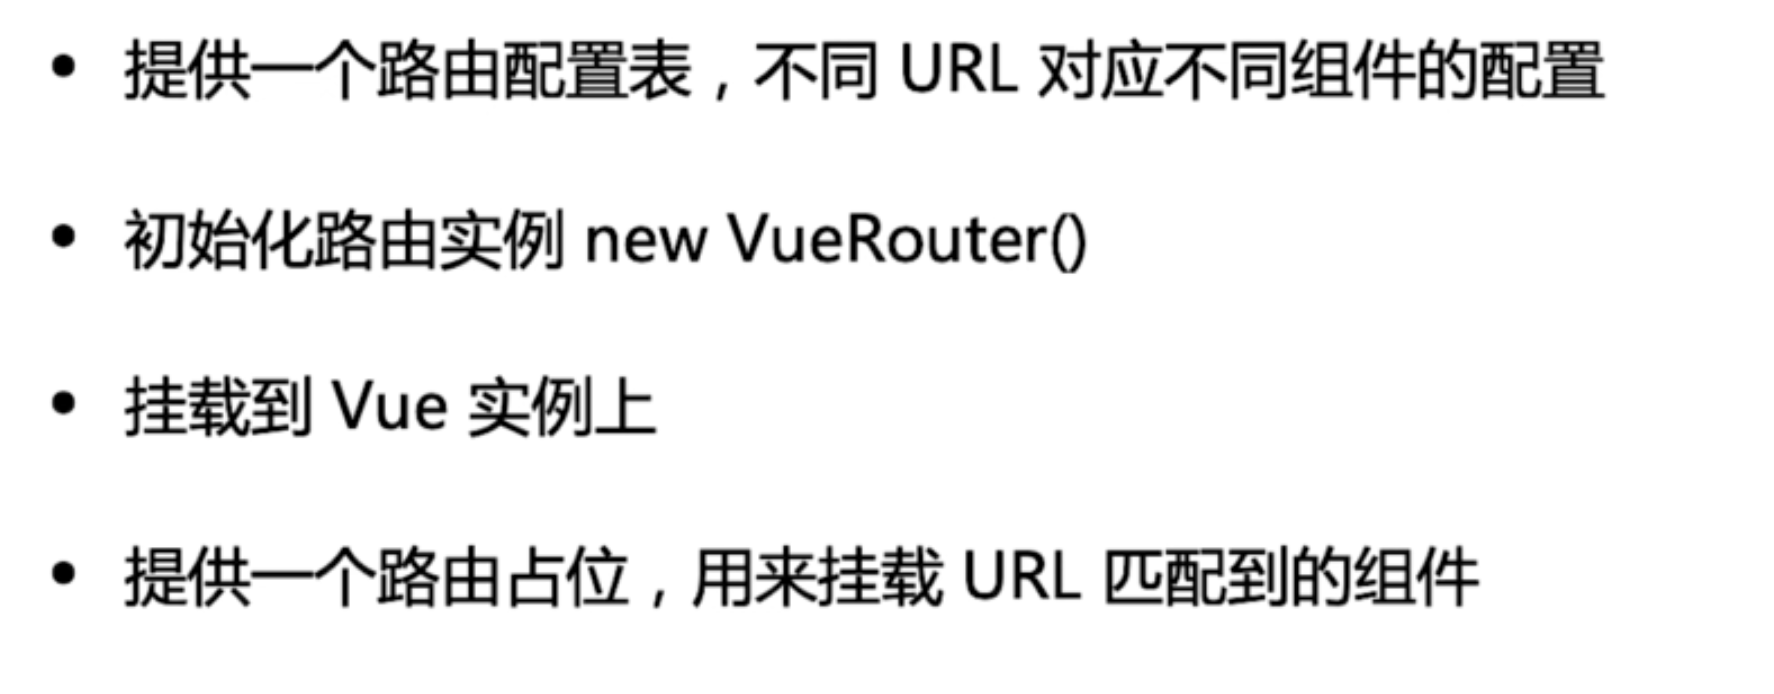 • 提供一个路由配置表，不同 URL 对应不同组件的配置
• 初始化路由实例 new VueRouter()
• 挂载到 Vue 实例上
• 提供一个路由占位，用来挂载 URL 匹配到的组件